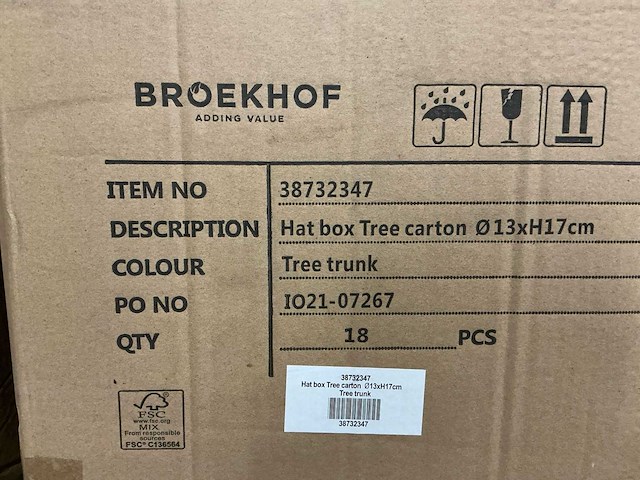 BROEKHOF
ADDING VALUE
ITEM NO 38732347
DESCRIPTION Hat box Tree carton Ø13xH17cm
COLOUR Tree trunk
PO NO IO21-07267
QTY 18 PCS
38732347
Hat box Tree carton Ø13xH17cm
Tree trunk
38732347
FSC
www.fsc.org
MIX
From responsible
sources
FSC® C136564